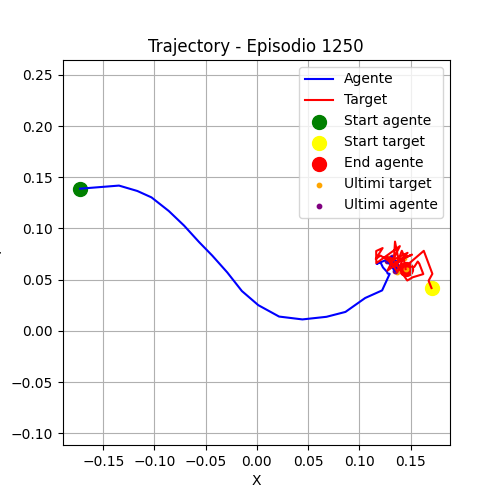 Trajectory - Episodio 1250
0.25
0.20
0.15
0.10
0.05
0.00
−0.05
−0.10
Agente
Target
Start agente
Start target
End agente
Ultimi target
Ultimi agente
−0.15 −0.10 −0.05 0.00 0.05 0.10 0.15
X